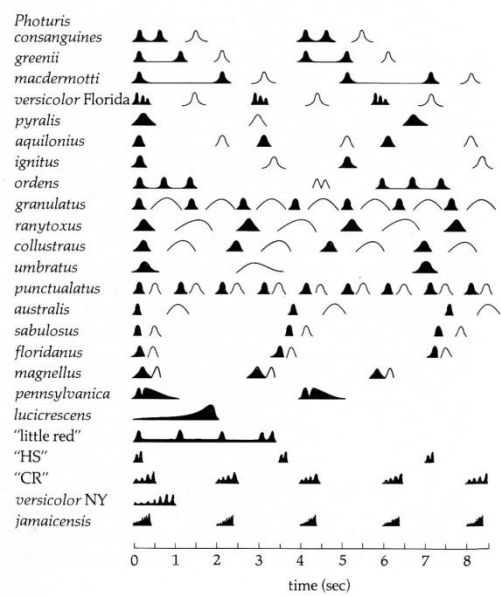 Photuris
consanguines
greenii
macdermotti
versicolor Florida
pyralis
aquilonius
ignitus
ordens
granulatus
ranytoxus
collustraus
umbratus
punctualatus
australis
sabulosus
floridanus
magnellus
pennsylvanica
lucicrescens
"little red"
"HS"
"CR"
versicolor NY
jamaicensis
0 1 2 3 4 5 6 7 8
time (sec)